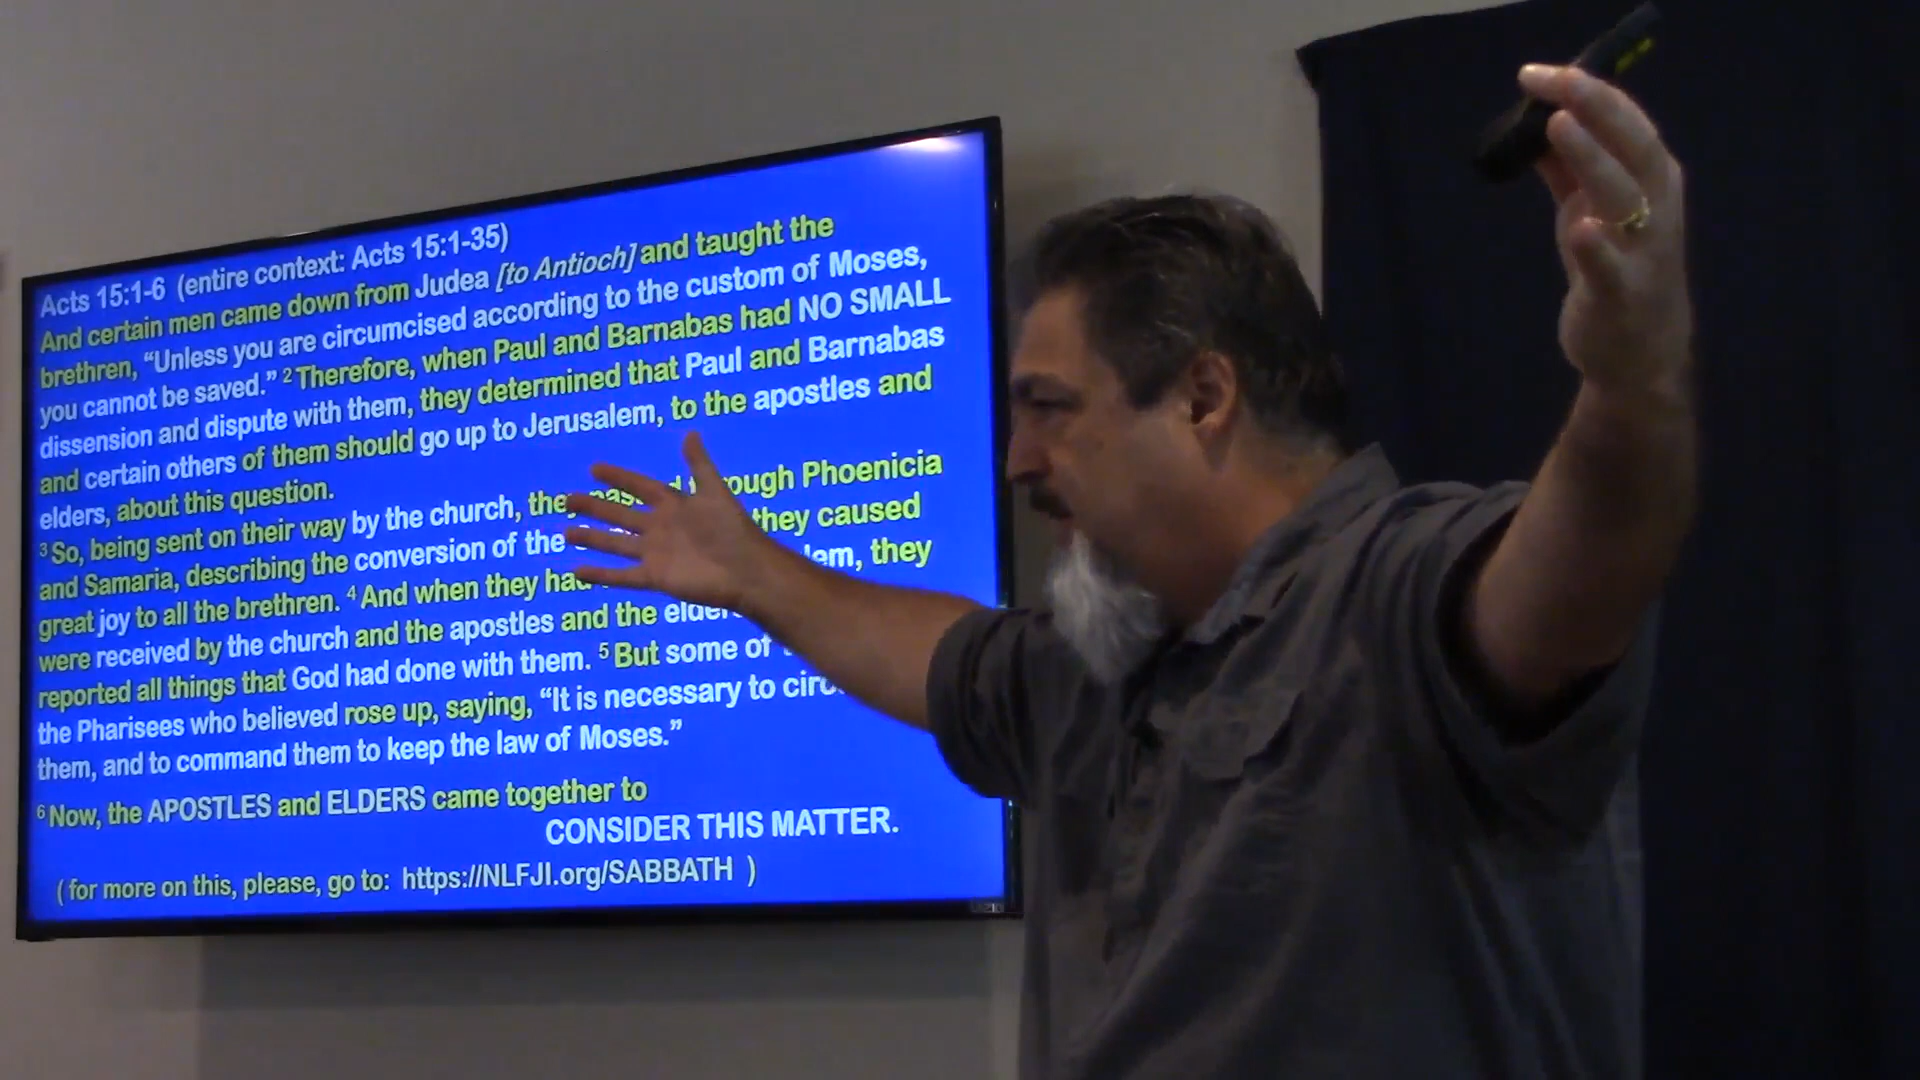 Acts 15:1-6 (entire context: Acts 15:1-35)
And certain men came down from Judea [to Antioch] and taught the
brethren, “Unless you are circumcised according to the custom of Moses,
you cannot be saved.” 2 Therefore, when Paul and Barnabas had NO SMALL
dissension and dispute with them, they determined that Paul and Barnabas
and certain others of them should go up to Jerusalem, to the apostles and
elders, about this question.
3 So, being sent on their way by the church, they through Phoenicia
and Samaria, describing the conversion of the they caused
great joy to all the brethren. 4 And when they had they
were received by the church and the apostles and the
reported all things that God had done with them. 5 But some of
the Pharisees who believed rose up, saying, “It is necessary to
them, and to command them to keep the law of Moses.”
6 Now, the APOSTLES and ELDERS came together to
CONSIDER THIS MATTER.
( for more on this, please, go to: https://NLFJI.org/SABBATH )